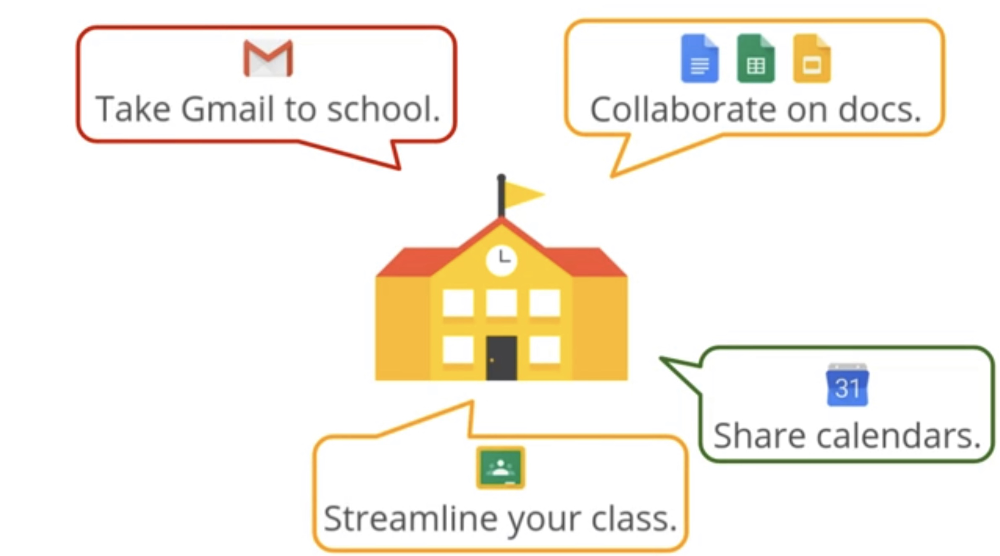 Take Gmail to school.
Collaborate on docs.
31
Share calendars.
Streamline your class.